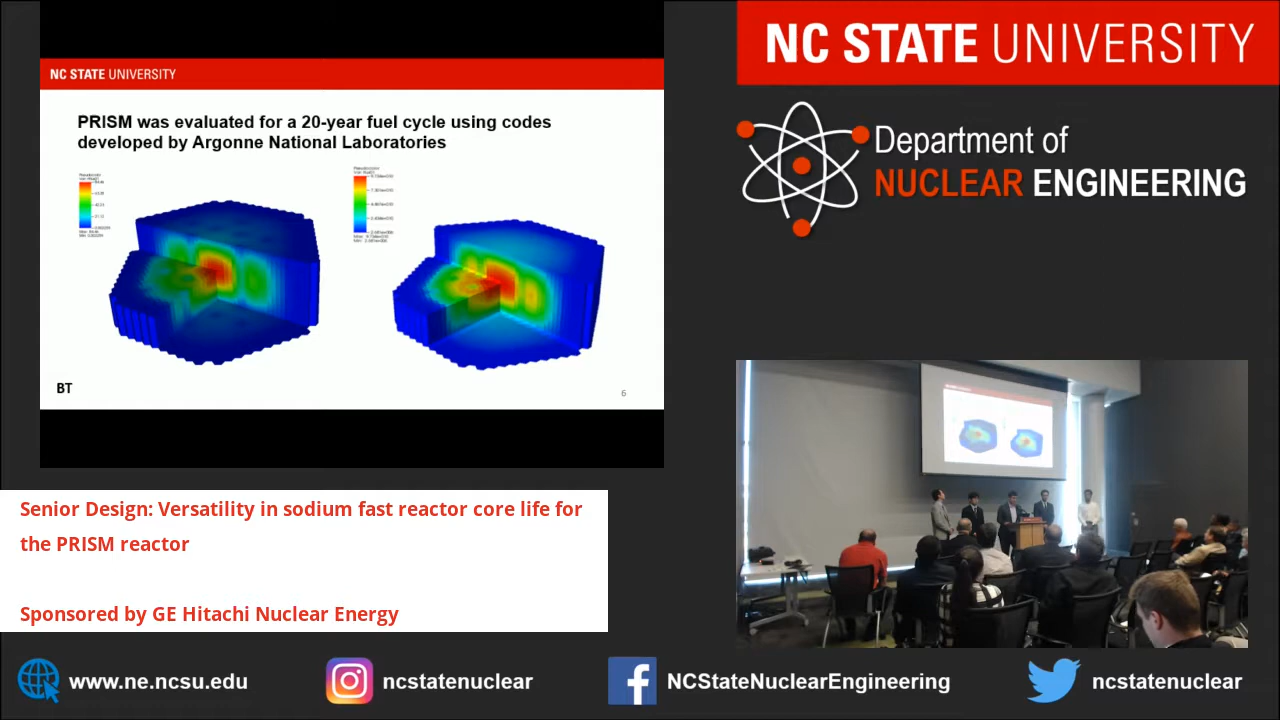 NC STATE UNIVERSITY
PRISM was evaluated for a 20-year fuel cycle using codes
developed by Argonne National Laboratories
BT
6
NC STATE UNIVERSITY
Department of
NUCLEAR ENGINEERING
Senior Design: Versatility in sodium fast reactor core life for
the PRISM reactor
Sponsored by GE Hitachi Nuclear Energy
www.ne.ncsu.edu
ncstatenuclear
NCStateNuclearEngineering
ncstatenuclear